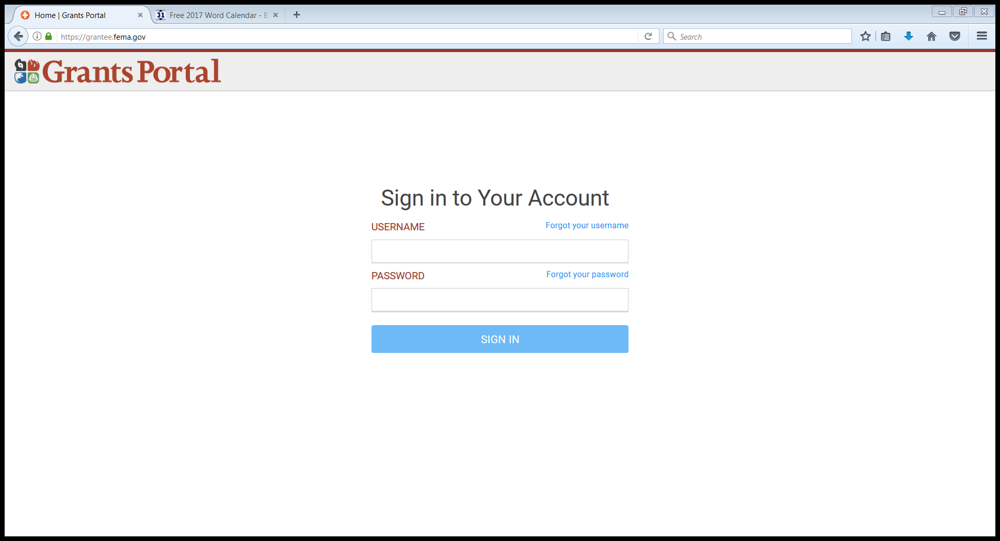 Home | Grants Portal
31 Free 2017 Word Calendar - B
https://grantee.fema.gov
Search
Grants Portal
Sign in to Your Account
USERNAME Forgot your username
PASSWORD Forgot your password
SIGN IN